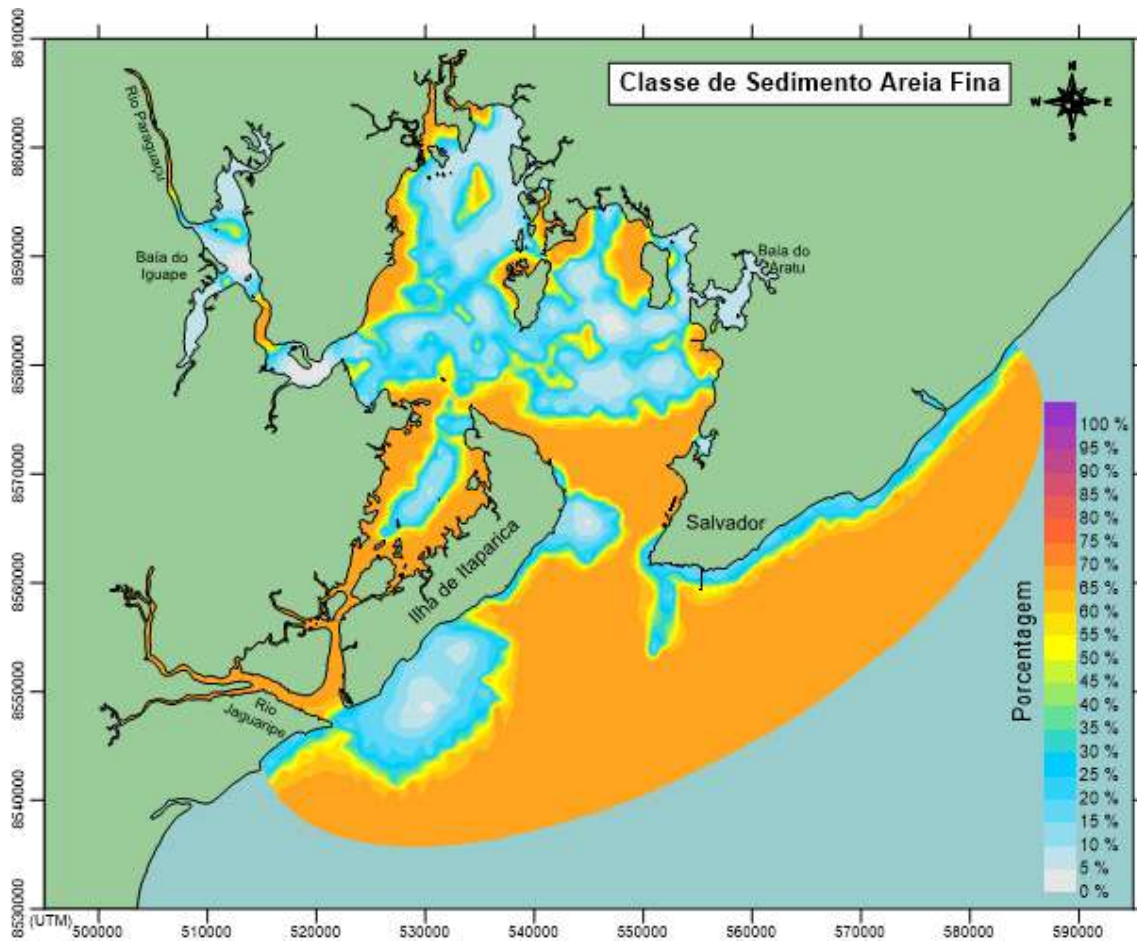 Classe de Sedimento Areia Fina
N
W E
S
8610000
8600000
8590000
8580000
8570000
8560000
8550000
8540000
8530000
Rio Paraguaçu
Baía do
Iguape
Baía do
Aratu
Salvador
Ilha de Itaparica
Rio
Jaguaripe
Porcentagem
100 %
95 %
90 %
85 %
80 %
75 %
70 %
65 %
60 %
55 %
50 %
45 %
40 %
35 %
30 %
25 %
20 %
15 %
10 %
5 %
0 %
(UTM)
500000 510000 520000 530000 540000 550000 560000 570000 580000 590000